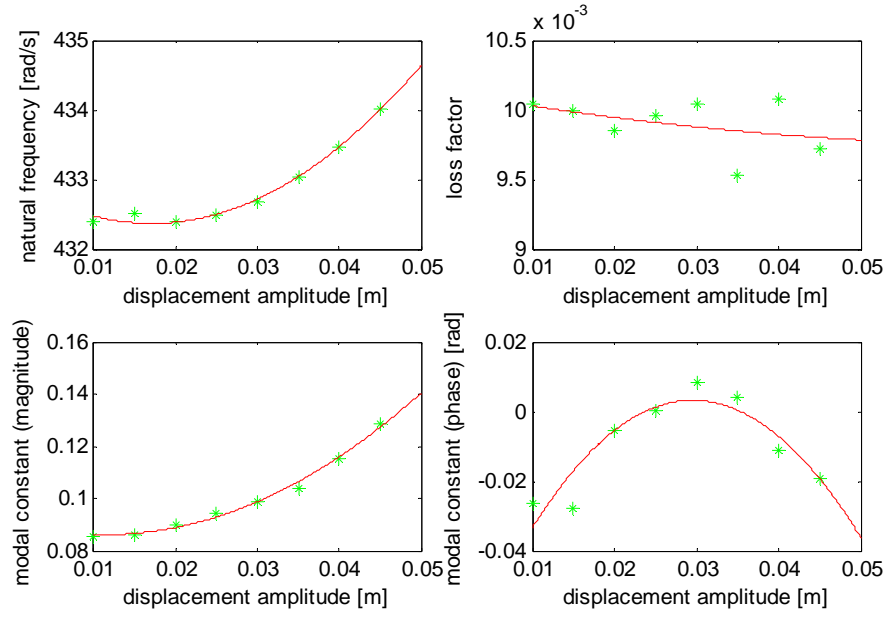 435
434
433
432
0.01 0.02 0.03 0.04 0.05
natural frequency [rad/s]
displacement amplitude [m]
x 10^-3
10.5
10
9.5
9
0.01 0.02 0.03 0.04 0.05
loss factor
displacement amplitude [m]
0.16
0.14
0.12
0.1
0.08
0.01 0.02 0.03 0.04 0.05
modal constant (magnitude)
displacement amplitude [m]
0.02
0
-0.02
-0.04
0.01 0.02 0.03 0.04 0.05
modal constant (phase) [rad]
displacement amplitude [m]